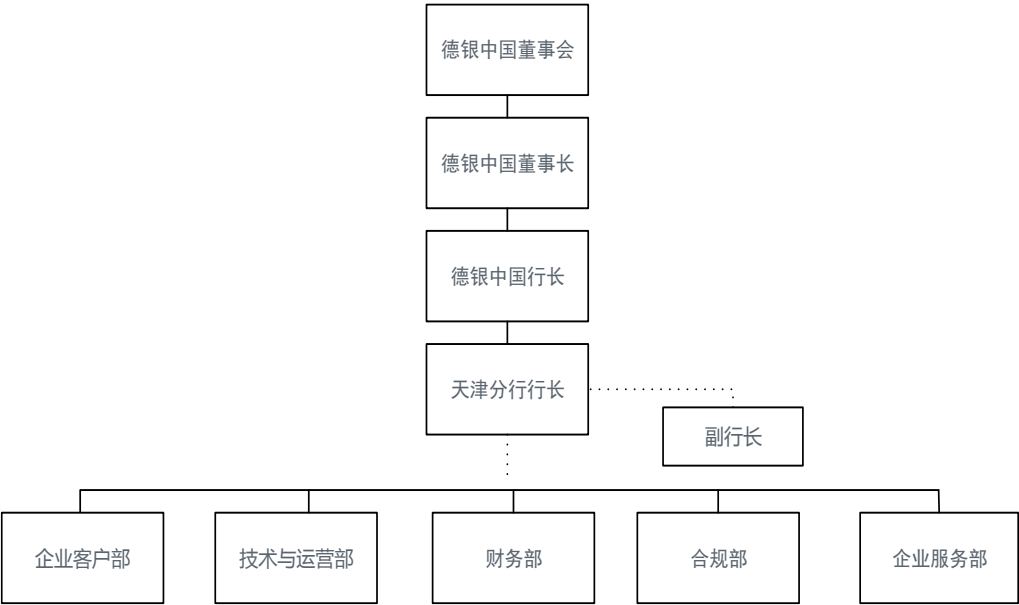 德银中国董事会
德银中国董事长
德银中国行长
天津分行行长
副行长
企业客户部
技术与运营部
财务部
合规部
企业服务部